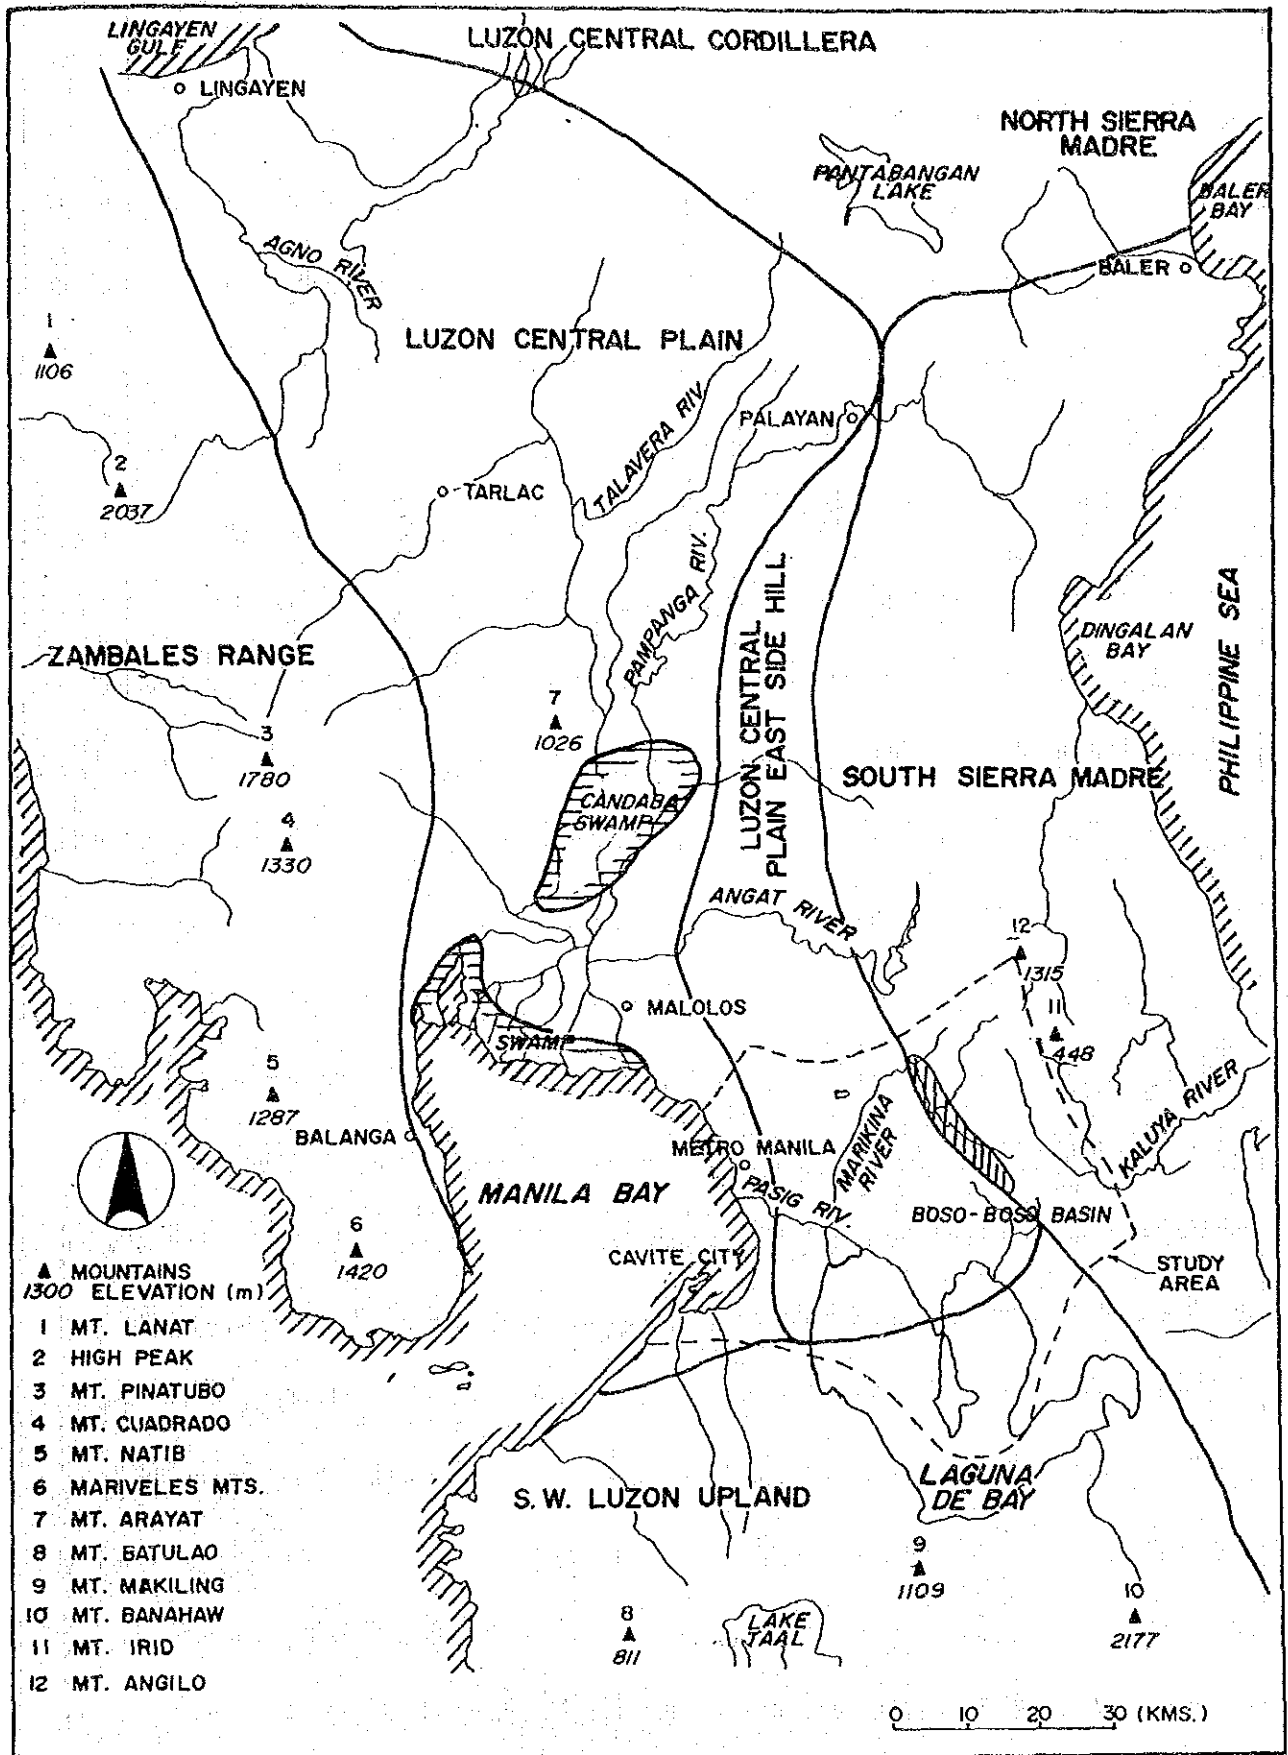 LINGAYEN
GULF
LINGAYEN
LUZON CENTRAL CORDILLERA
NORTH SIERRA
MADRE
PANTABANGAN
LAKE
BALER
BAY
BALER
AGNO RIVER
1
1106
LUZON CENTRAL PLAIN
PALAYAN
TALAVERA RIV.
2
2037
TARLAC
PAMPANGA RIV.
LUZON CENTRAL
PLAIN EAST SIDE HILL
DINGALAN
BAY
PHILIPPINE SEA
ZAMBALES RANGE
3
1780
7
1026
SOUTH SIERRA MADRE
CANDABA
SWAMP
4
1330
ANGAT RIVER
12
1315
MALOLOS
11
448
SWAMP
5
1287
BALANGA
METRO MANILA
MARIKINA
RIVER
KALUYA RIVER
MANILA BAY
PASIG RIV.
BOSO-BOSO BASIN
6
1420
CAVITE CITY
STUDY
AREA
MOUNTAINS
1300 ELEVATION (m)
1 MT. LANAT
2 HIGH PEAK
3 MT. PINATUBO
4 MT. CUADRADO
5 MT. NATIB
6 MARIVELES MTS.
7 MT. ARAYAT
8 MT. BATULAO
9 MT. MAKILING
10 MT. BANAHAW
11 MT. IRID
12 MT. ANGILO
LAGUNA
DE BAY
S.W. LUZON UPLAND
9
1109
10
2177
8
811
LAKE
TAAL
0 10 20 30 (KMS.)